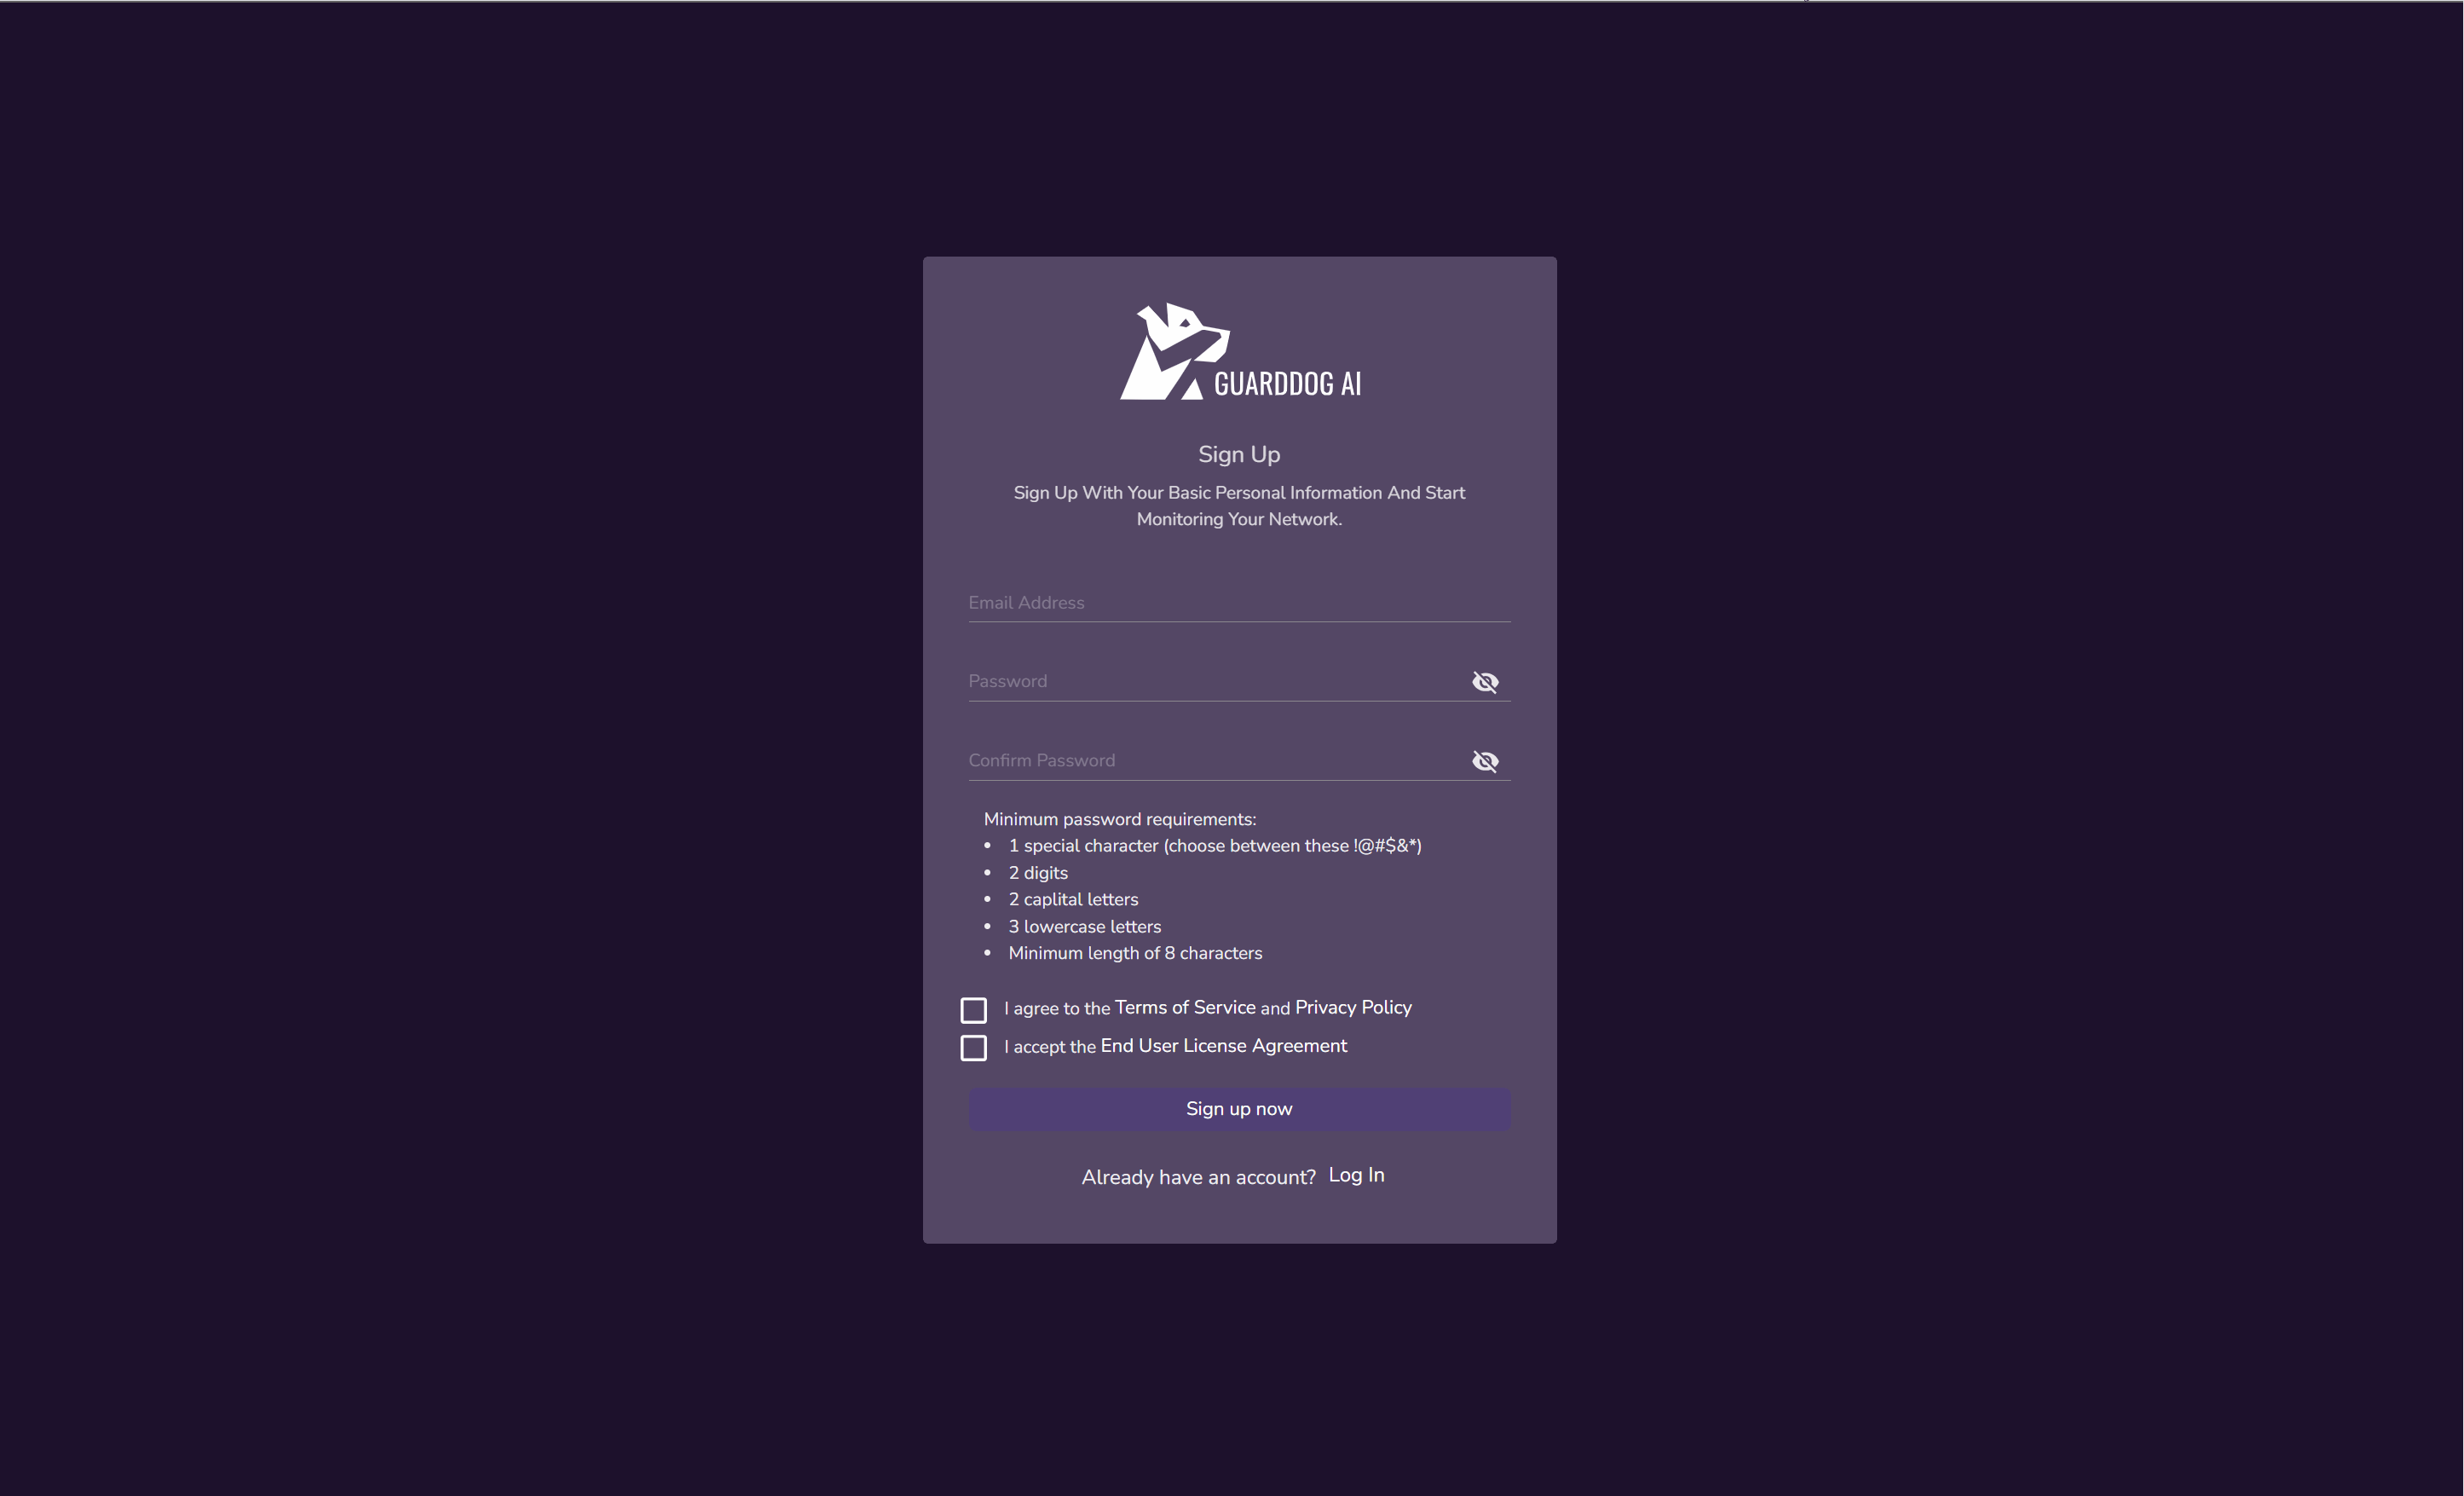 GUARDDOG AI
Sign Up
Sign Up With Your Basic Personal Information And Start
Monitoring Your Network.
Email Address
Password
Confirm Password
Minimum password requirements:
• 1 special character (choose between these !@#$&*)
• 2 digits
• 2 caplital letters
• 3 lowercase letters
• Minimum length of 8 characters
I agree to the Terms of Service and Privacy Policy
I accept the End User License Agreement
Sign up now
Already have an account? Log In